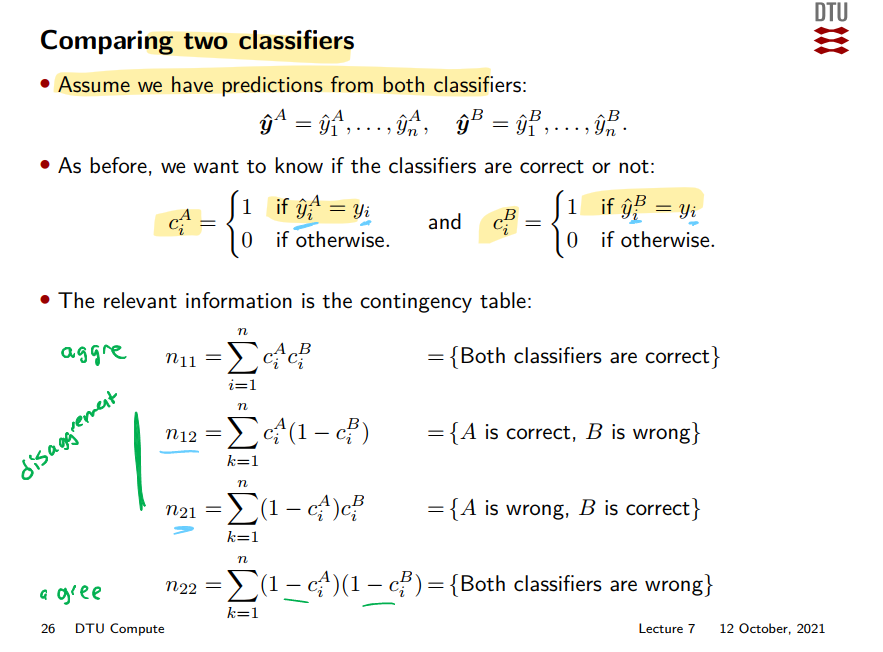 DTU
Comparing two classifiers
• Assume we have predictions from both classifiers:
ŷ^A = ŷ_1^A, . . . , ŷ_n^A, ŷ^B = ŷ_1^B, . . . , ŷ_n^B.
• As before, we want to know if the classifiers are correct or not:
c_i^A = { 1 if ŷ_i^A = y_i
0 if otherwise.
and c_i^B = { 1 if ŷ_i^B = y_i
0 if otherwise.
• The relevant information is the contingency table:
aggre n_11 = ∑_{i=1}^n c_i^A c_i^B = {Both classifiers are correct}
disaggrement
n_12 = ∑_{k=1}^n c_i^A(1 − c_i^B) = {A is correct, B is wrong}
n_21 = ∑_{k=1}^n (1 − c_i^A)c_i^B = {A is wrong, B is correct}
agree n_22 = ∑_{k=1}^n (1 − c_i^A)(1 − c_i^B) = {Both classifiers are wrong}
26 DTU Compute Lecture 7 12 October, 2021